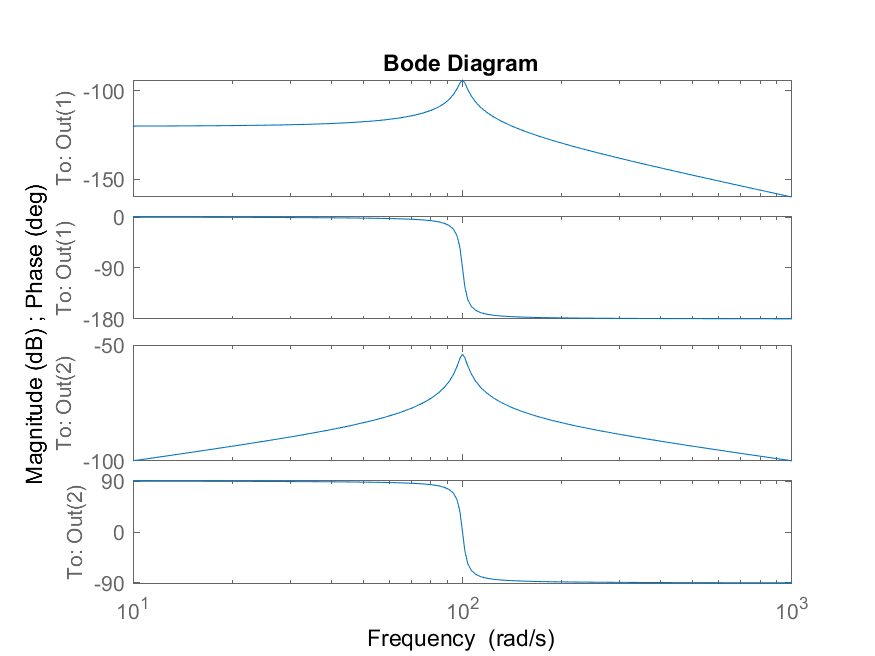 Bode Diagram
Magnitude (dB) ; Phase (deg)
To: Out(1)
-100
-150
To: Out(1)
0
-90
-180
To: Out(2)
-50
-100
To: Out(2)
90
0
-90
10^1 10^2 10^3
Frequency (rad/s)